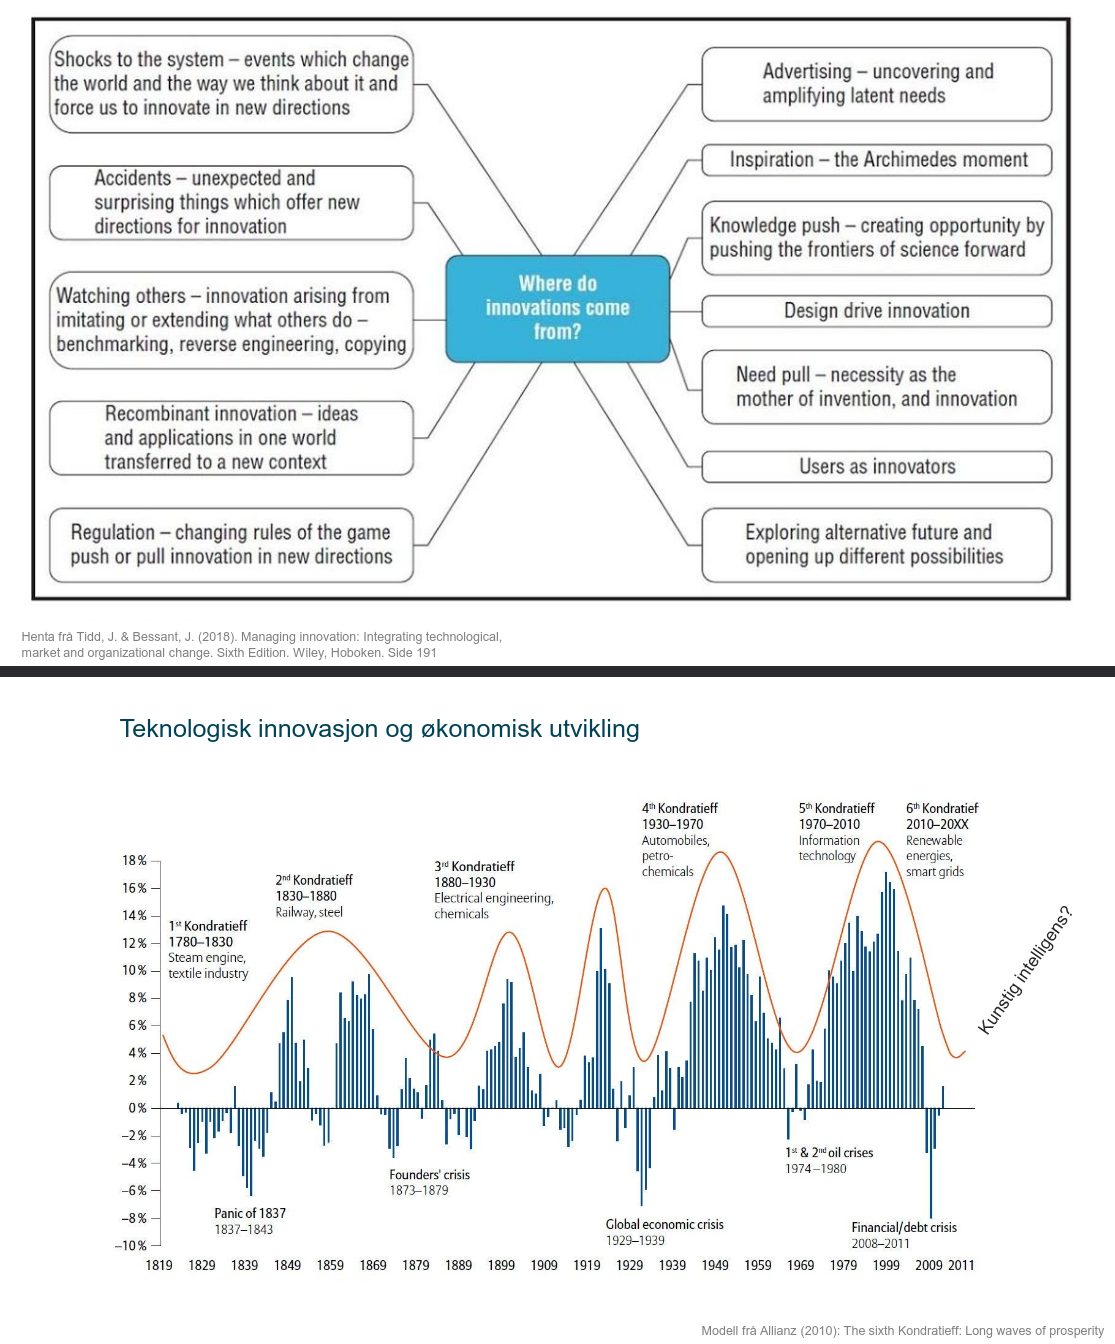 Shocks to the system – events which change
the world and the way we think about it and
force us to innovate in new directions
Accidents – unexpected and
surprising things which offer new
directions for innovation
Watching others – innovation arising from
imitating or extending what others do –
benchmarking, reverse engineering, copying
Recombinant innovation – ideas
and applications in one world
transferred to a new context
Regulation – changing rules of the game
push or pull innovation in new directions
Where do
innovations come
from?
Advertising – uncovering and
amplifying latent needs
Inspiration – the Archimedes moment
Knowledge push – creating opportunity by
pushing the frontiers of science forward
Design drive innovation
Need pull – necessity as the
mother of invention, and innovation
Users as innovators
Exploring alternative future and
opening up different possibilities
Henta frå Tidd, J. & Bessant, J. (2018). Managing innovation: Integrating technological,
market and organizational change. Sixth Edition. Wiley, Hoboken. Side 191
Teknologisk innovasjon og økonomisk utvikling
1st Kondratieff
1780–1830
Steam engine,
textile industry
2nd Kondratieff
1830–1880
Railway, steel
3rd Kondratieff
1880–1930
Electrical engineering,
chemicals
4th Kondratieff
1930–1970
Automobiles,
petro-
chemicals
5th Kondratieff
1970–2010
Information
technology
6th Kondratief
2010–20XX
Renewable
energies,
smart grids
Kunstig intelligens?
18%
16%
14%
12%
10%
8%
6%
4%
2%
0%
–2%
–4%
–6%
–8%
–10%
Panic of 1837
1837–1843
Founders' crisis
1873–1879
Global economic crisis
1929–1939
1st & 2nd oil crises
1974–1980
Financial/debt crisis
2008–2011
1819 1829 1839 1849 1859 1869 1879 1889 1899 1909 1919 1929 1939 1949 1959 1969 1979 1999 2009 2011
Modell frå Allianz (2010): The sixth Kondratieff: Long waves of prosperity